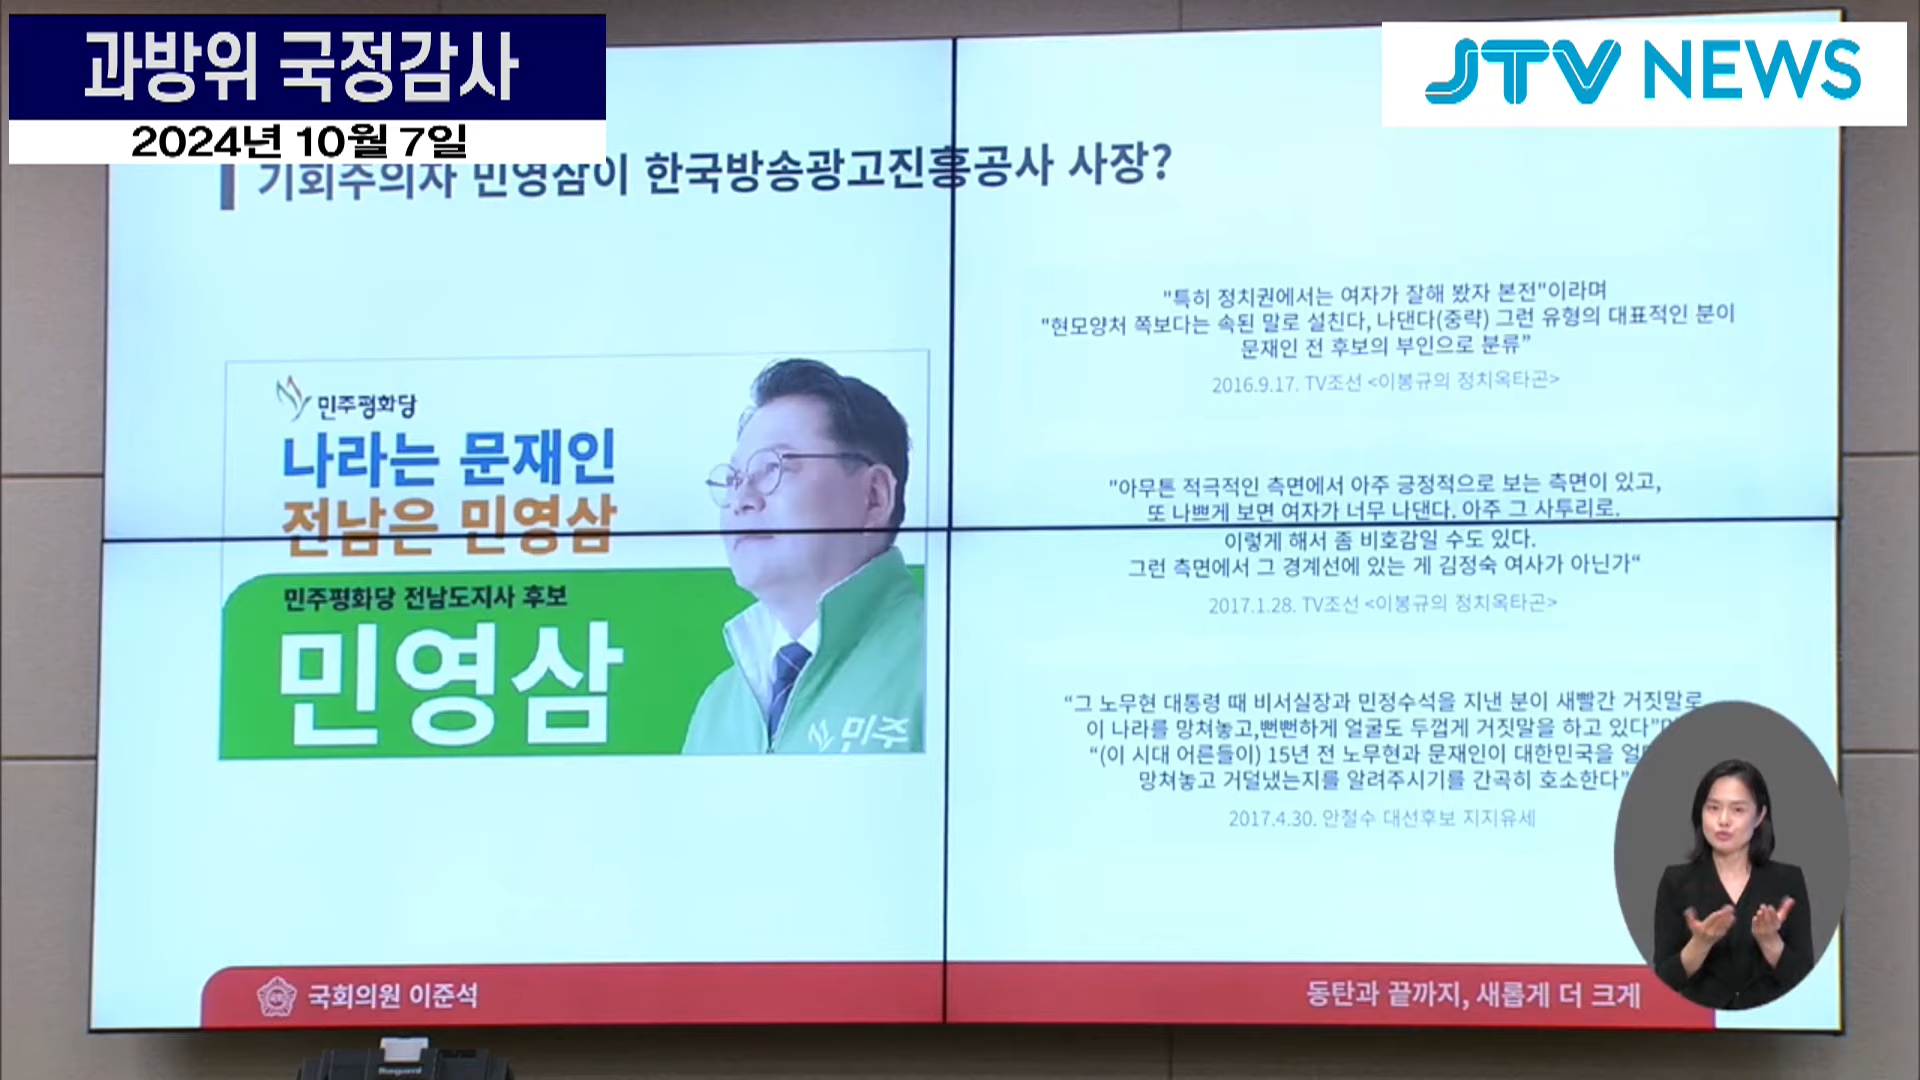 과방위 국정감사
2024년 10월 7일
JTV NEWS
기회주의자 민영삼이 한국방송광고진흥공사 사장?
민주평화당
나라는 문재인
전남은 민영삼
민주평화당 전남도지사 후보
민영삼
민주
"특히 정치권에서는 여자가 잘해 봤자 본전"이라며
"현모양처 쪽보다는 속된 말로 설친다, 나댄다(중략) 그런 유형의 대표적인 분이
문재인 전 후보의 부인으로 분류”
2016.9.17. TV조선 <이봉규의 정치옥타곤>
"아무튼 적극적인 측면에서 아주 긍정적으로 보는 측면이 있고,
또 나쁘게 보면 여자가 너무 나댄다. 아주 그 사투리로.
이렇게 해서 좀 비호감일 수도 있다.
그런 측면에서 그 경계선에 있는 게 김정숙 여사가 아닌가“
2017.1.28. TV조선 <이봉규의 정치옥타곤>
“그 노무현 대통령 때 비서실장과 민정수석을 지낸 분이 새빨간 거짓말로
이 나라를 망쳐놓고,뻔뻔하게 얼굴도 두껍게 거짓말을 하고 있다”
“(이 시대 어른들이) 15년 전 노무현과 문재인이 대한민국을
망쳐놓고 거덜냈는지를 알려주시기를 간곡히 호소한다”
2017.4.30. 안철수 대선후보 지지유세
국회의원 이준석
동탄과 끝까지, 새롭게 더 크게